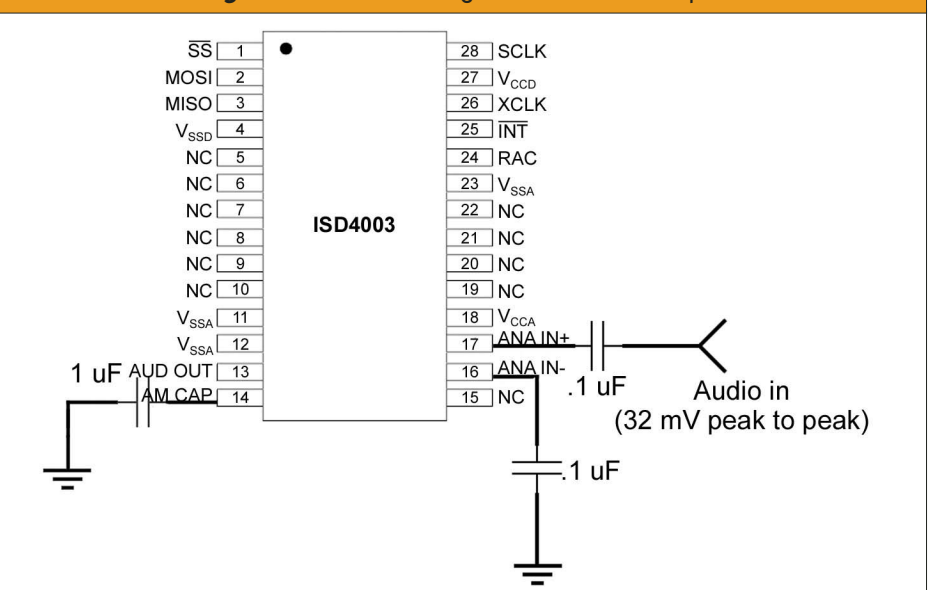 SS 1
MOSI 2
MISO 3
VSSD 4
NC 5
NC 6
NC 7
NC 8
NC 9
NC 10
VSSA 11
VSSA 12
AUD OUT 13
AM CAP 14
1 uF
ISD4003
28 SCLK
27 VCCD
26 XCLK
25 INT
24 RAC
23 VSSA
22 NC
21 NC
20 NC
19 NC
18 VCCA
17 ANA IN+
16 ANA IN-
15 NC
.1 uF
Audio in
(32 mV peak to peak)
.1 uF